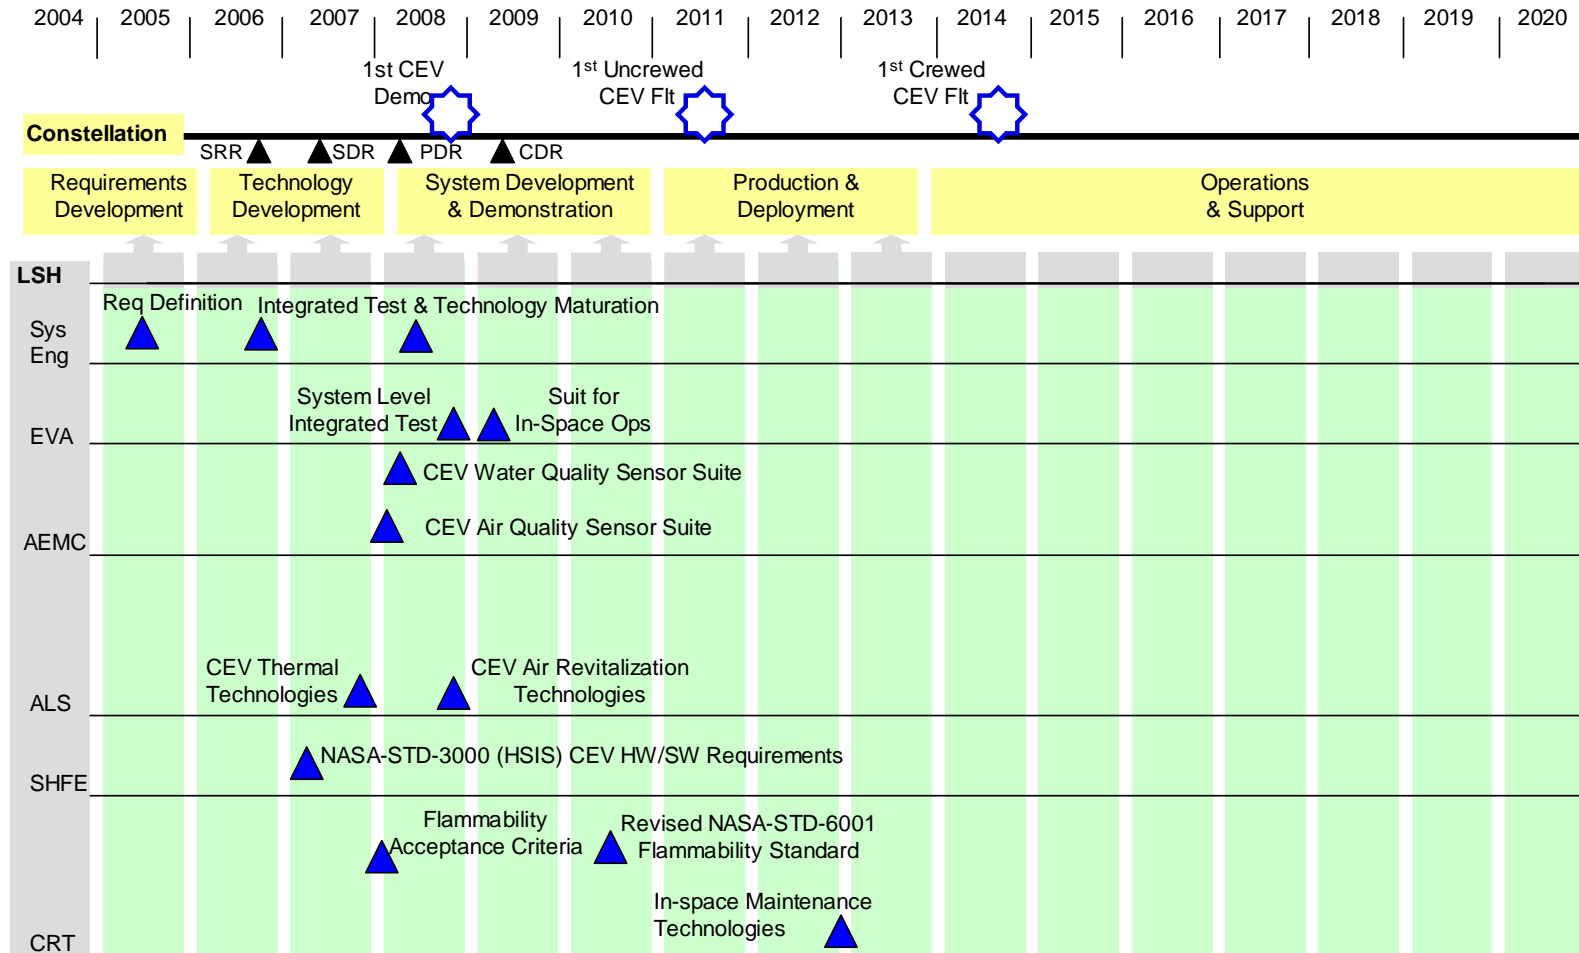 2004 2005 2006 2007 2008 2009 2010 2011 2012 2013 2014 2015 2016 2017 2018 2019 2020
1st CEV
Demo
1st Uncrewed
CEV Flt
1st Crewed
CEV Flt
Constellation
SRR SDR PDR CDR
Requirements
Development
Technology
Development
System Development
& Demonstration
Production &
Deployment
Operations
& Support
LSH
Req Definition
Integrated Test & Technology Maturation
Sys
Eng
System Level
Integrated Test
Suit for
In-Space Ops
EVA
CEV Water Quality Sensor Suite
CEV Air Quality Sensor Suite
AEMC
CEV Thermal
Technologies
CEV Air Revitalization
Technologies
ALS
NASA-STD-3000 (HSIS) CEV HW/SW Requirements
SHFE
Flammability
Acceptance Criteria
Revised NASA-STD-6001
Flammability Standard
In-space Maintenance
Technologies
CRT